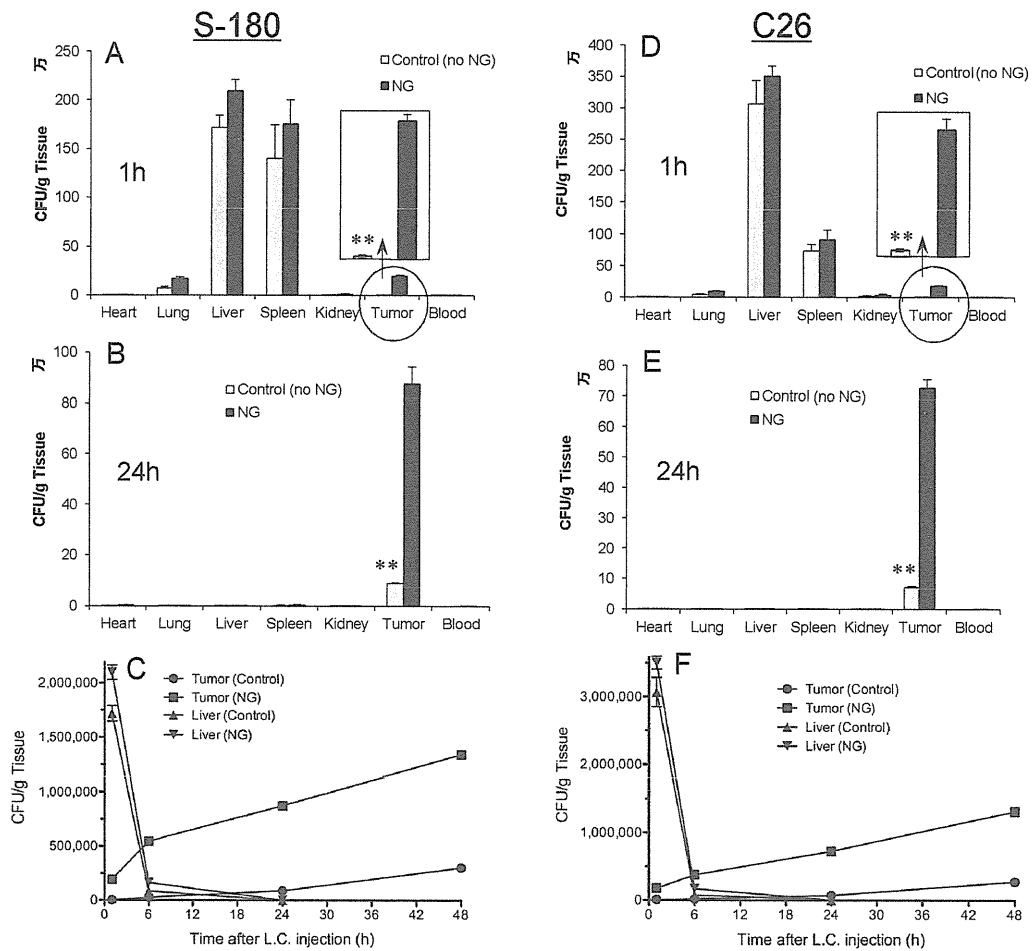 S-180
A
万
CFU/g Tissue
250
200
150
100
50
0
1h
Control (no NG)
NG
**
Heart Lung Liver Spleen Kidney Tumor Blood
B
万
CFU/g Tissue
100
80
60
40
20
0
24h
Control (no NG)
NG
**
Heart Lung Liver Spleen Kidney Tumor Blood
C
CFU/g Tissue
2,000,000
1,500,000
1,000,000
500,000
0
Tumor (Control)
Tumor (NG)
Liver (Control)
Liver (NG)
0 6 12 18 24 30 36 42 48
Time after L.C. injection (h)
C26
D
万
CFU/g Tissue
400
350
300
250
200
150
100
50
0
1h
Control (no NG)
NG
**
Heart Lung Liver Spleen Kidney Tumor Blood
E
万
CFU/g Tissue
80
70
60
50
40
30
20
10
0
24h
Control (no NG)
NG
**
Heart Lung Liver Spleen Kidney Tumor Blood
F
CFU/g Tissue
3,000,000
2,000,000
1,000,000
0
Tumor (Control)
Tumor (NG)
Liver (Control)
Liver (NG)
0 6 12 18 24 30 36 42 48
Time after L.C. injection (h)